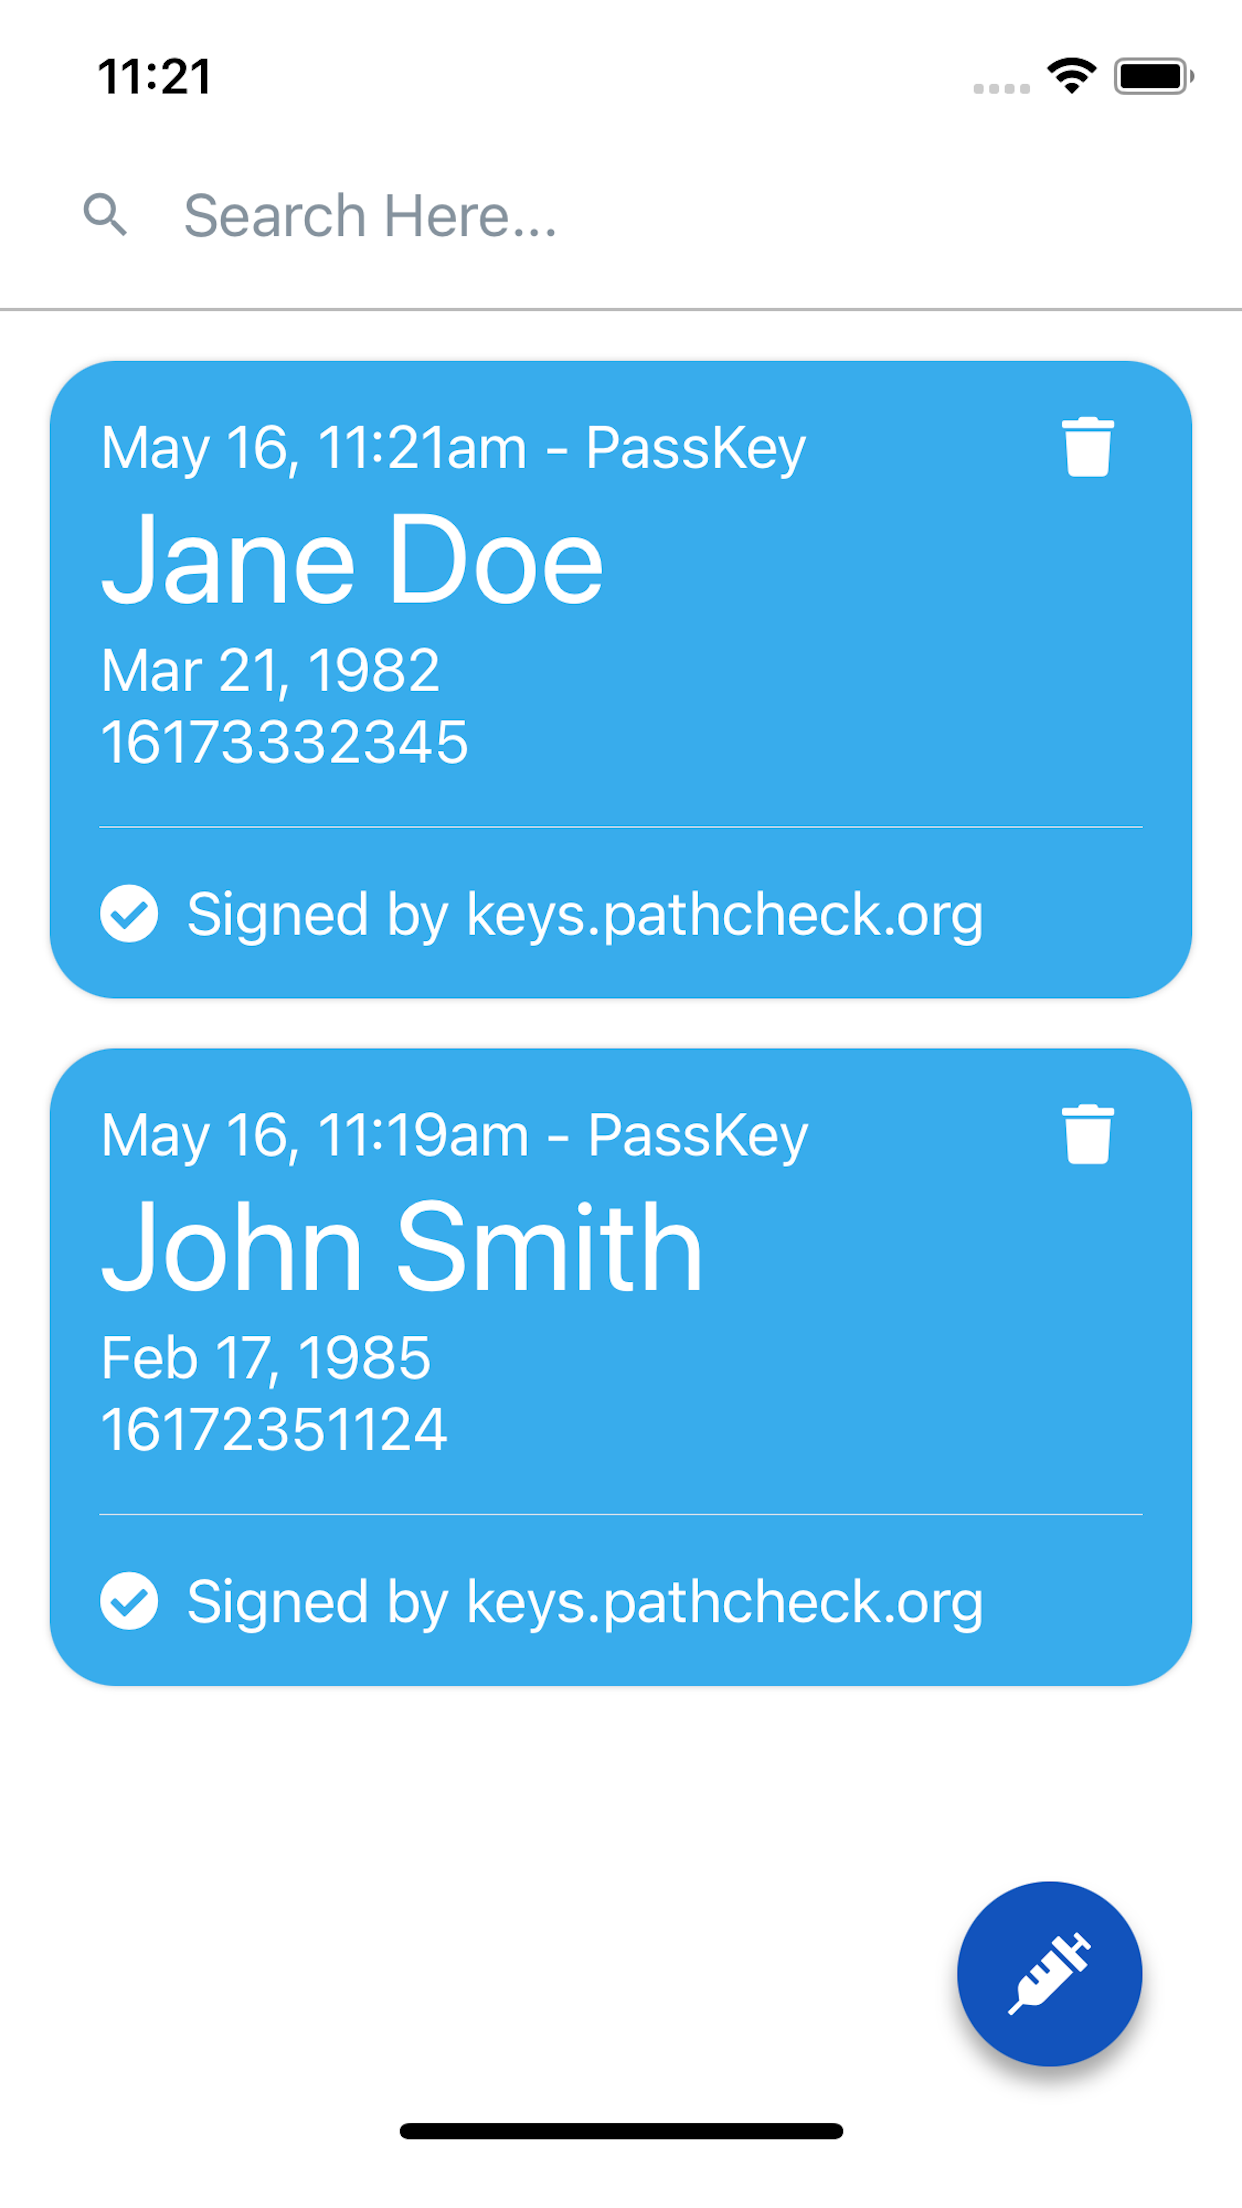 11:21
Search Here...
May 16, 11:21am - PassKey
Jane Doe
Mar 21, 1982
16173332345
Signed by keys.pathcheck.org
May 16, 11:19am - PassKey
John Smith
Feb 17, 1985
16172351124
Signed by keys.pathcheck.org